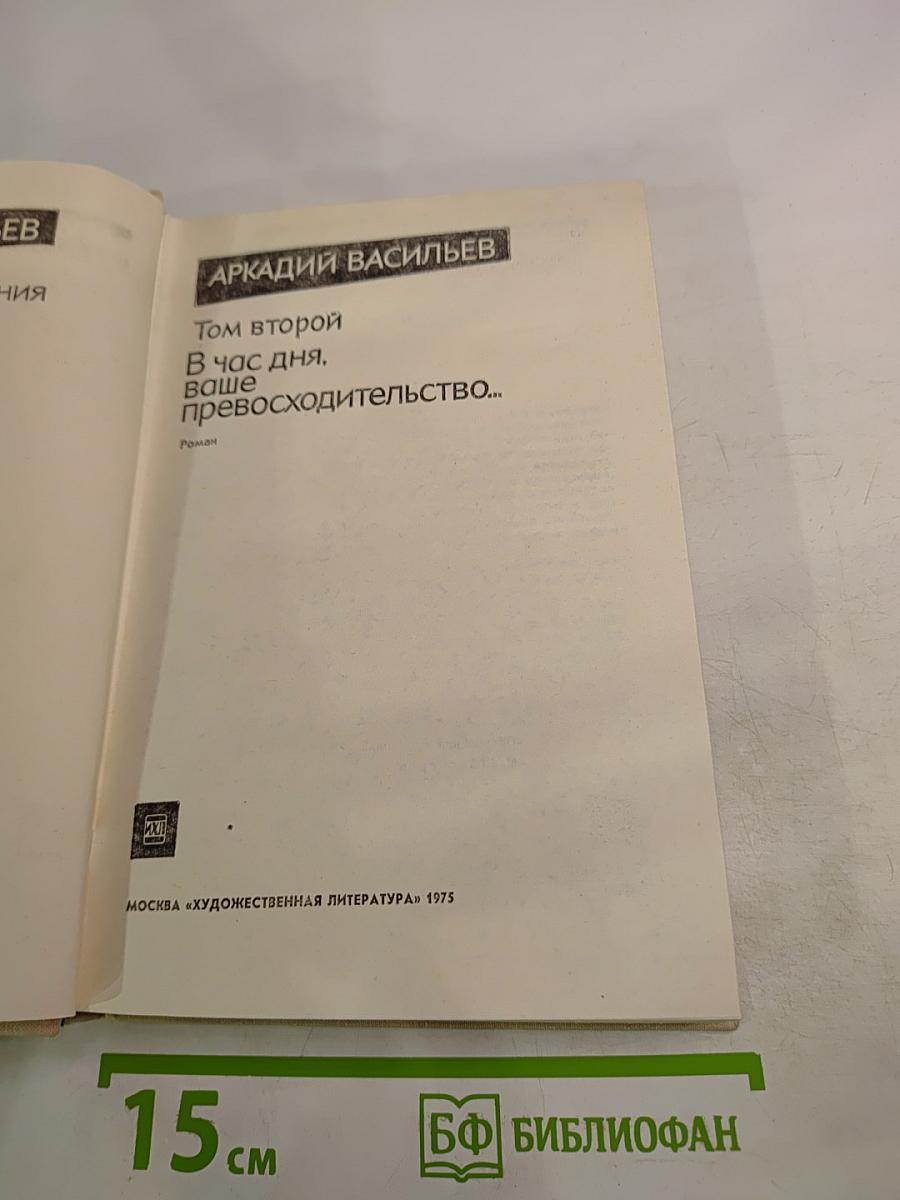 ЕВ
НИЯ
АРКАДИЙ ВАСИЛЬЕВ
Том второй
В час дня,
ваше
превосходительство...
Роман
ИХЛ
МОСКВА «ХУДОЖЕСТВЕННАЯ ЛИТЕРАТУРА» 1975
15 см
БФ БИБЛИОФАН